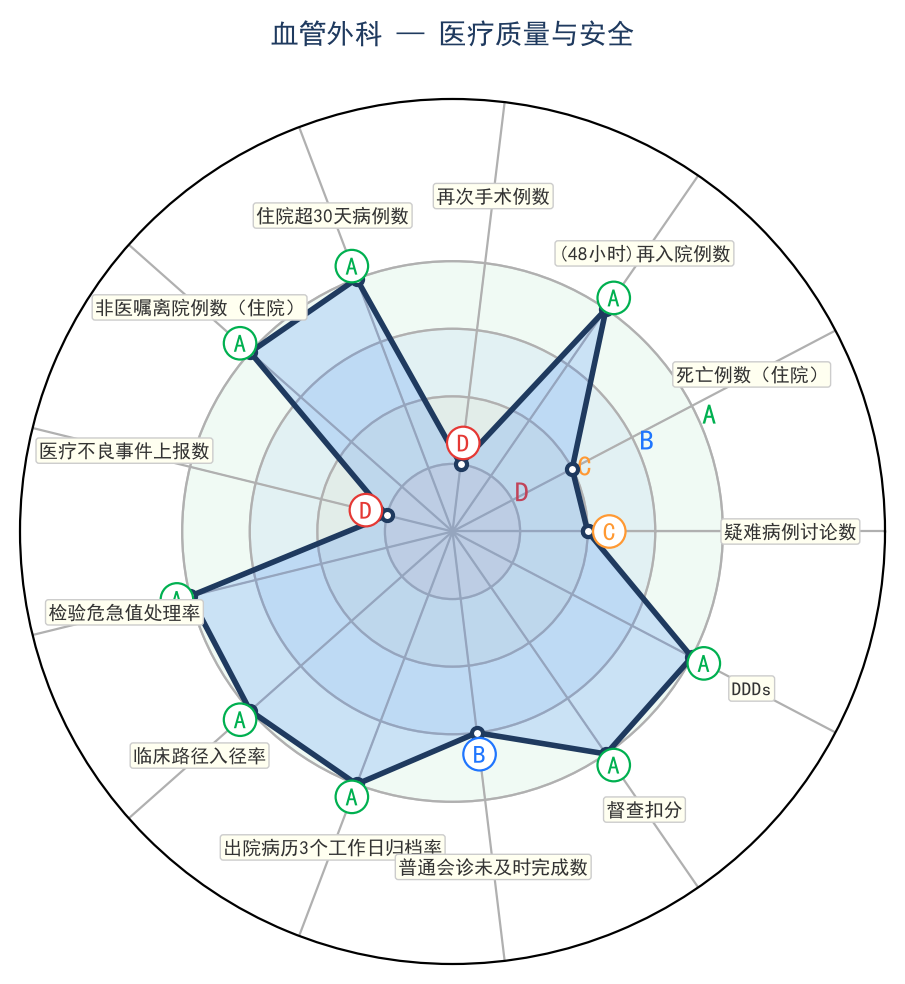 血管外科 — 医疗质量与安全
再次手术例数
住院超30天病例数
(48小时)再入院例数
A
A
非医嘱离院例数（住院）
A
死亡例数（住院）
A
B
D
医疗不良事件上报数
C
D
D
疑难病例讨论数
C
A
检验危急值处理率
A
DDDs
A
临床路径入径率
B
A
A
督查扣分
出院病历3个工作日归档率
普通会诊未及时完成数